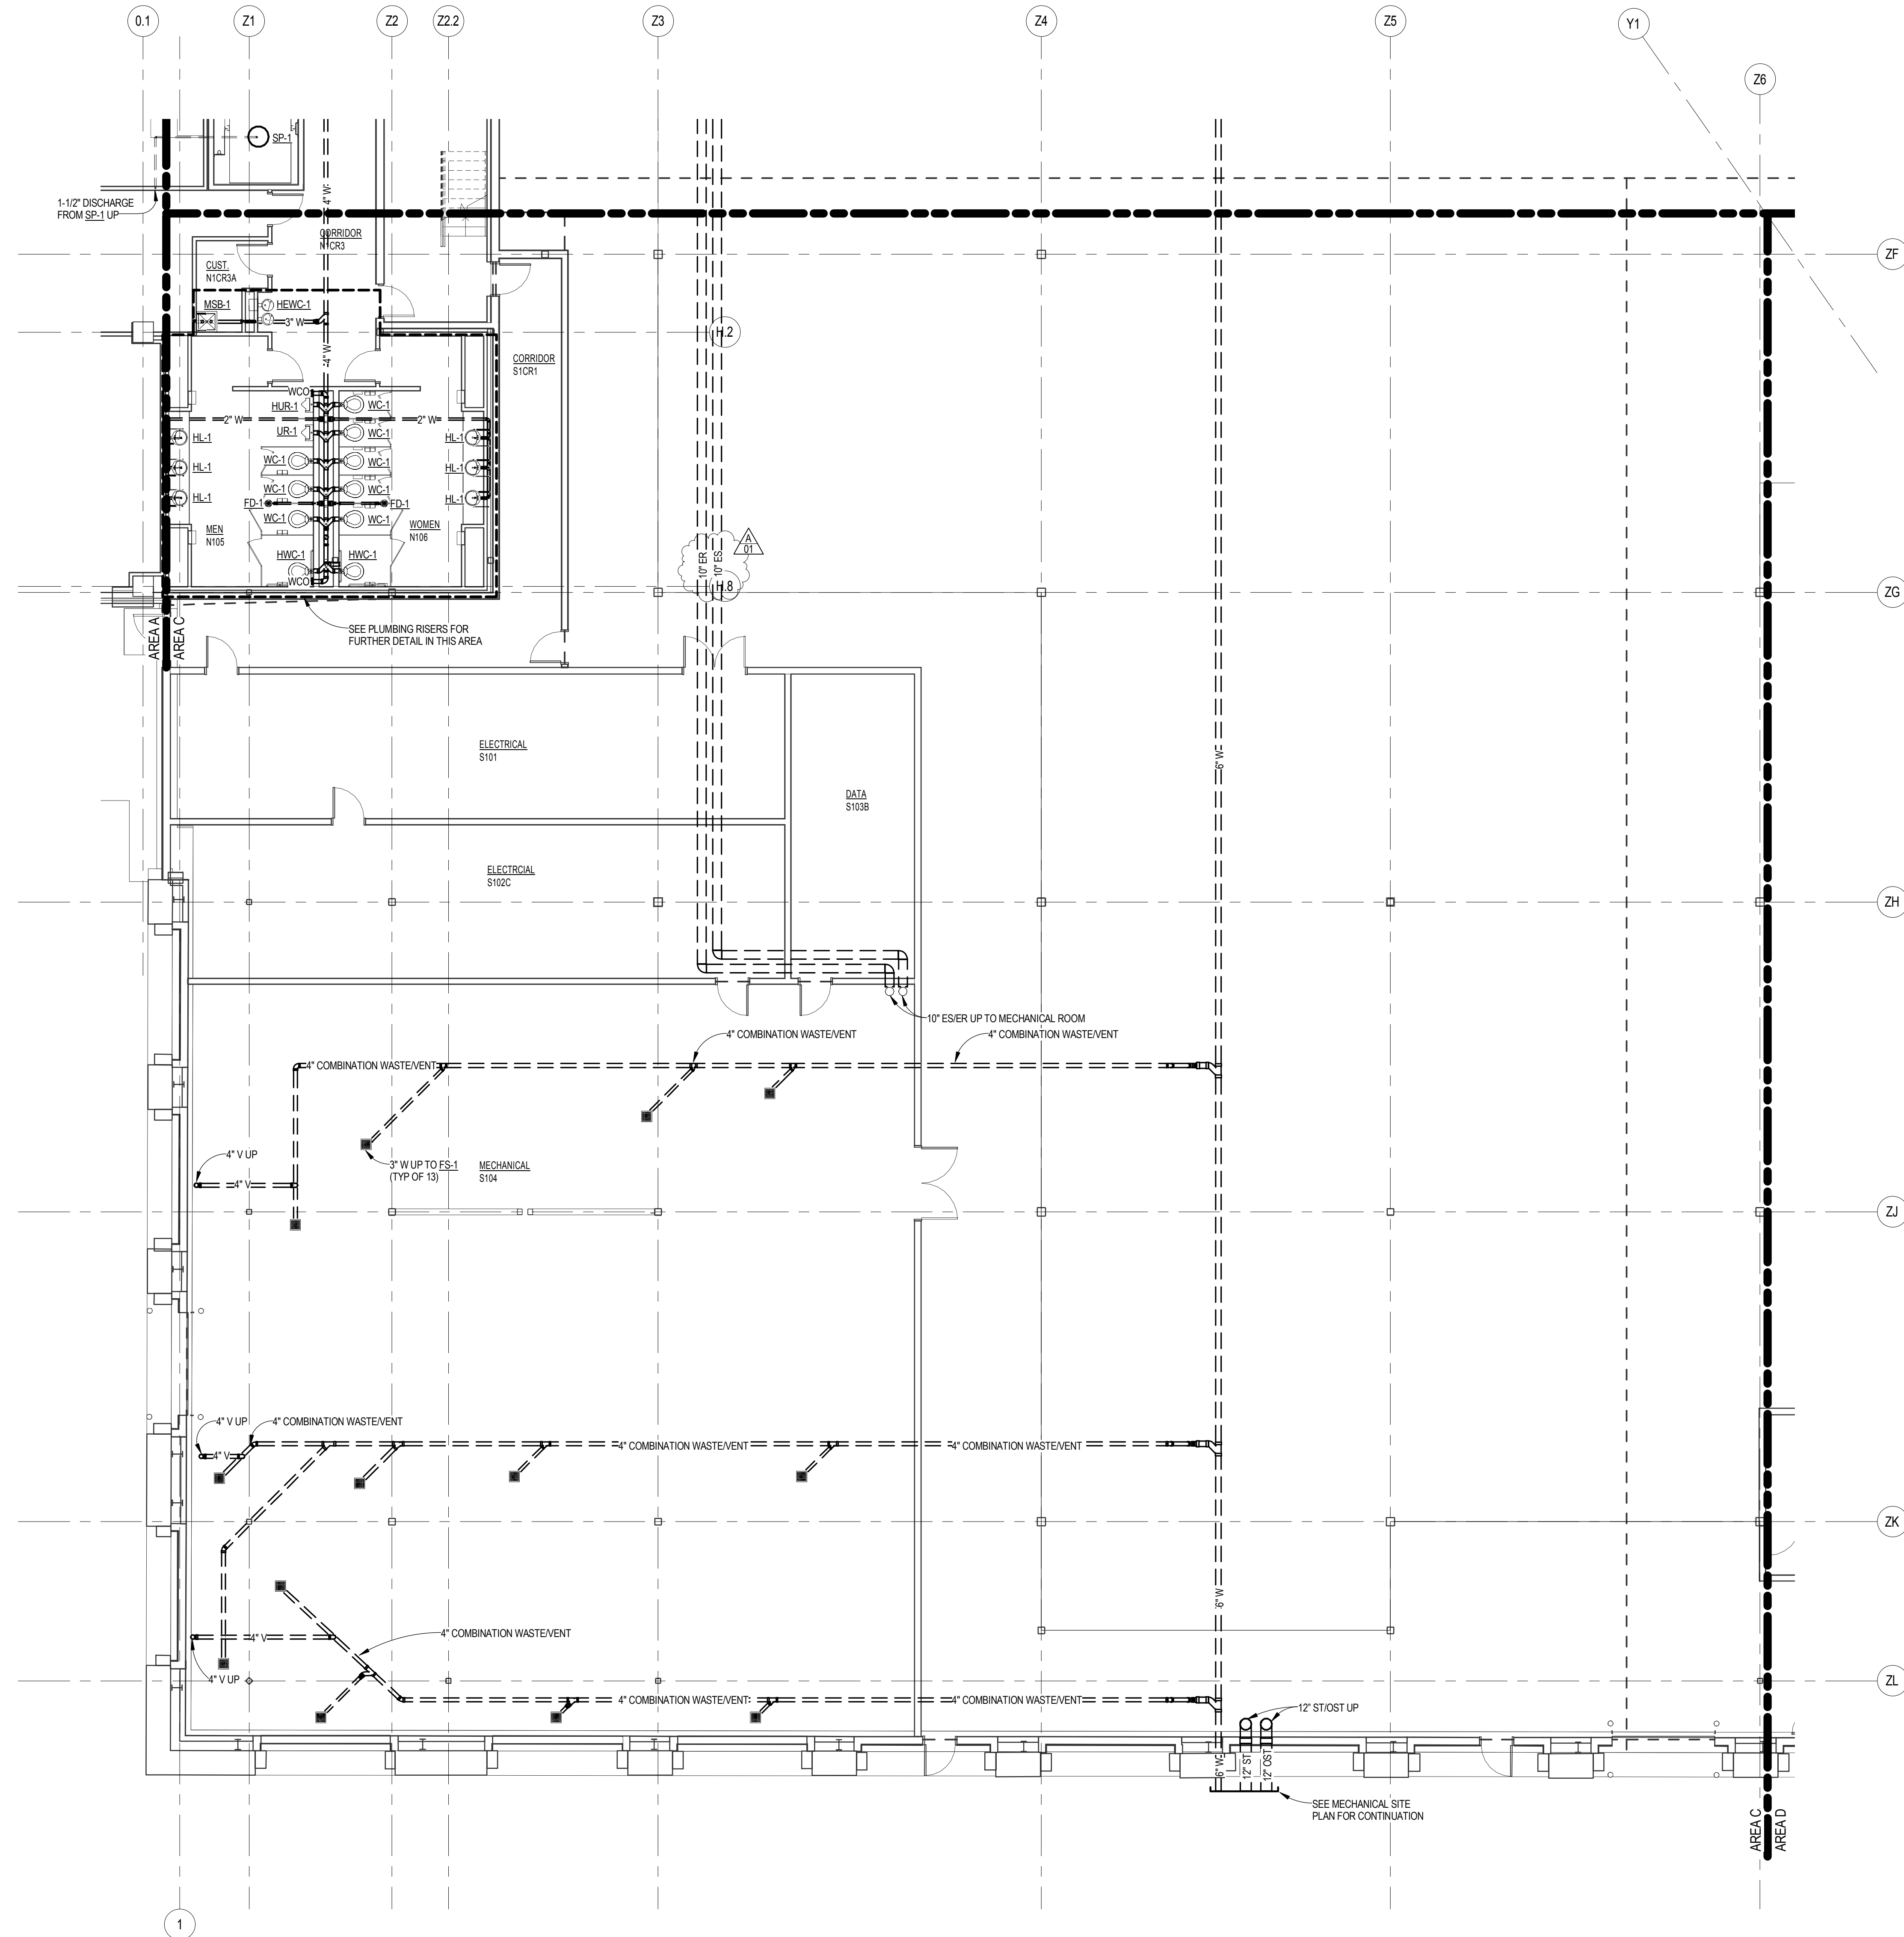 0.1
Z1
Z2
Z2.2
Z3
Z4
Z5
Y1
Z6
SP-1
4" W
1-1/2" DISCHARGE
FROM SP-1 UP
CORRIDOR
N1CR3
ZF
CUST.
N1CR3A
MSB-1
HEWC-1
3" W
H.2
4" W
CORRIDOR
S1CR1
WCO
HUR-1
WC-1
2" W
2" W
UR-1
WC-1
HL-1
HL-1
WC-1
WC-1
HL-1
HL-1
WC-1
WC-1
HL-1
HL-1
FD-1
FD-1
WC-1
WC-1
MEN
N105
WOMEN
N106
HWC-1
HWC-1
WCO
A
01
10" ER
10" ES
H.8
ZG
AREA A
AREA C
SEE PLUMBING RISERS FOR
FURTHER DETAIL IN THIS AREA
ELECTRICAL
S101
6" W
DATA
S103B
ELECTRCIAL
S102C
ZH
10" ES/ER UP TO MECHANICAL ROOM
4" COMBINATION WASTE/VENT
4" COMBINATION WASTE/VENT
4" COMBINATION WASTE/VENT
4" V UP
3" W UP TO FS-1
(TYP OF 13)
MECHANICAL
S104
4" V
ZJ
4" V UP
4" COMBINATION WASTE/VENT
4" V
4" COMBINATION WASTE/VENT
4" COMBINATION WASTE/VENT
ZK
6" W
4" V
4" COMBINATION WASTE/VENT
4" V UP
ZL
4" COMBINATION WASTE/VENT
4" COMBINATION WASTE/VENT
12" ST/OST UP
6" W
12" ST
12" OST
SEE MECHANICAL SITE
PLAN FOR CONTINUATION
AREA C
AREA D
1